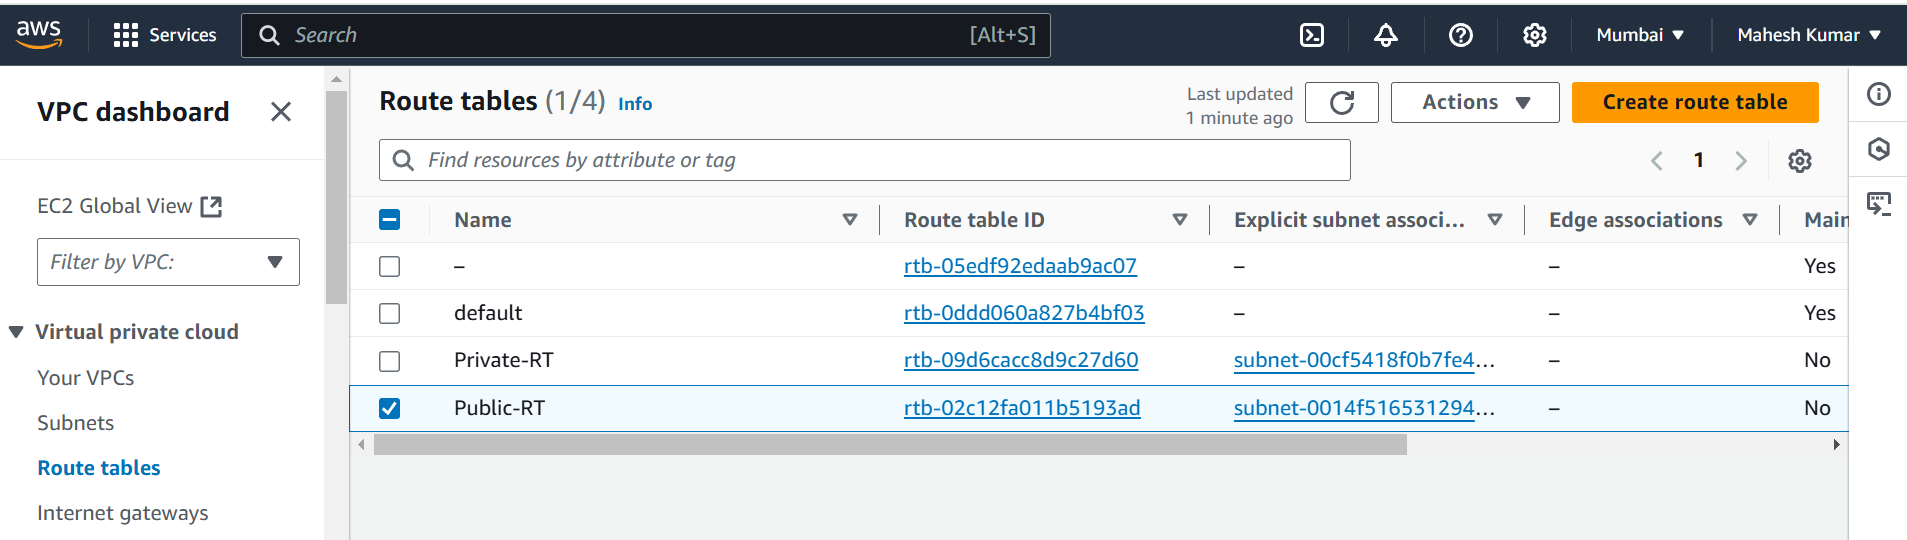 aws
Services
Search
[Alt+S]
Mumbai
Mahesh Kumar
VPC dashboard
EC2 Global View
Filter by VPC:
Virtual private cloud
Your VPCs
Subnets
Route tables
Internet gateways
Route tables (1/4) Info
Last updated
1 minute ago
Actions
Create route table
Find resources by attribute or tag
1
Name Route table ID Explicit subnet associ... Edge associations Main
– rtb-05edf92edaab9ac07 – – Yes
default rtb-0ddd060a827b4bf03 – – Yes
Private-RT rtb-09d6cacc8d9c27d60 subnet-00cf5418f0b7fe4... – No
Public-RT rtb-02c12fa011b5193ad subnet-0014f516531294... – No